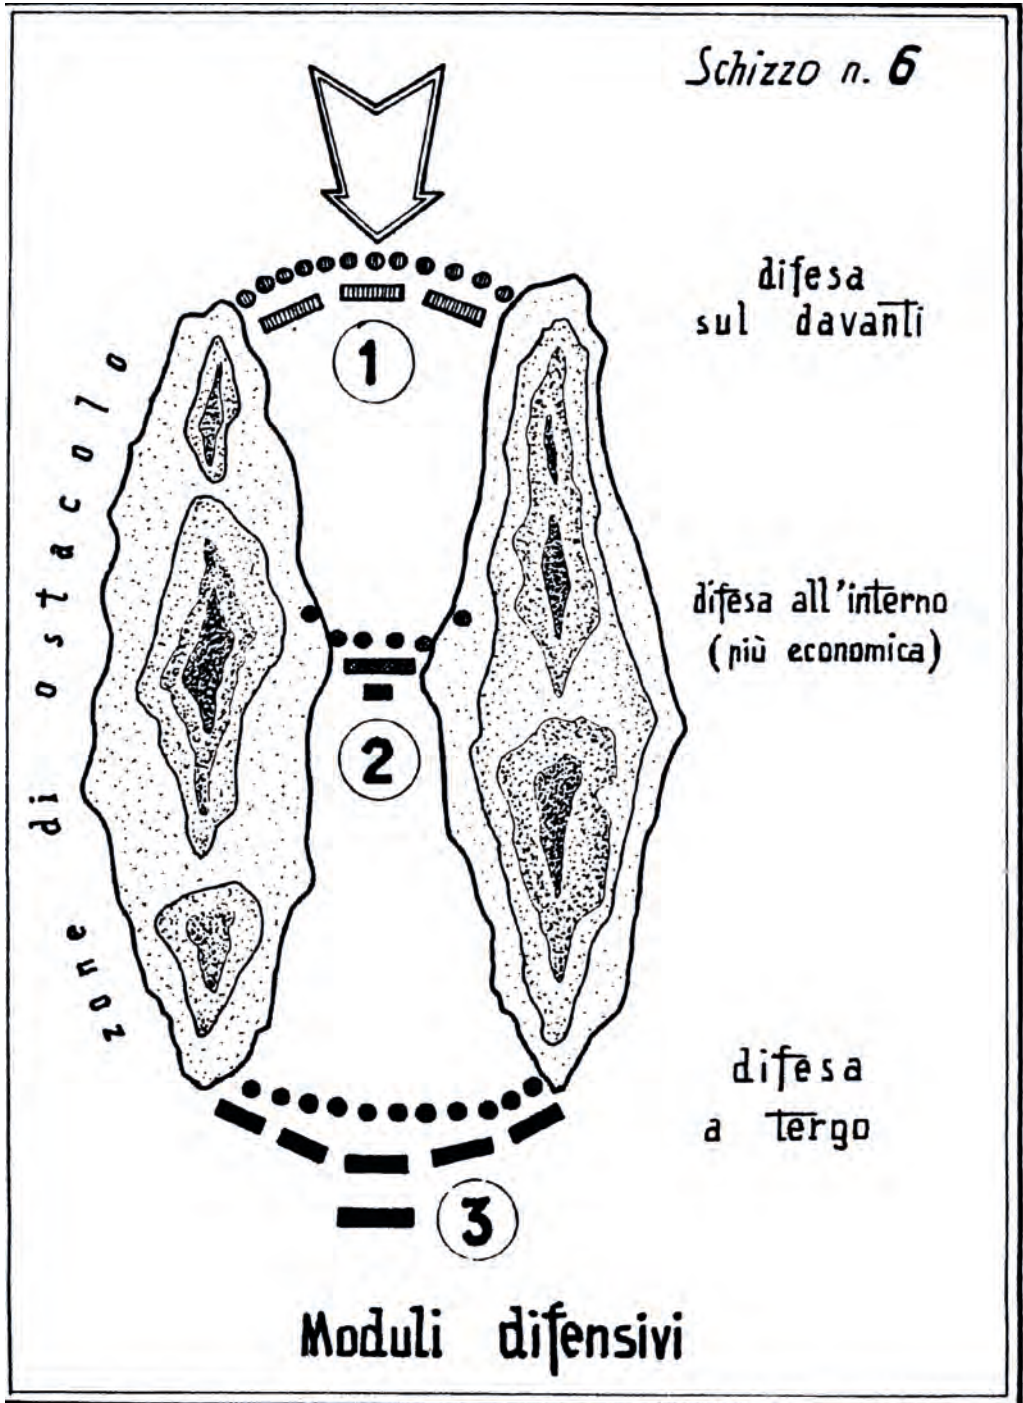 Schizzo n. 6
difesa
sul davanti
1
zone di ostacolo
difesa all'interno
(più economica)
2
difesa
a tergo
3
Moduli difensivi